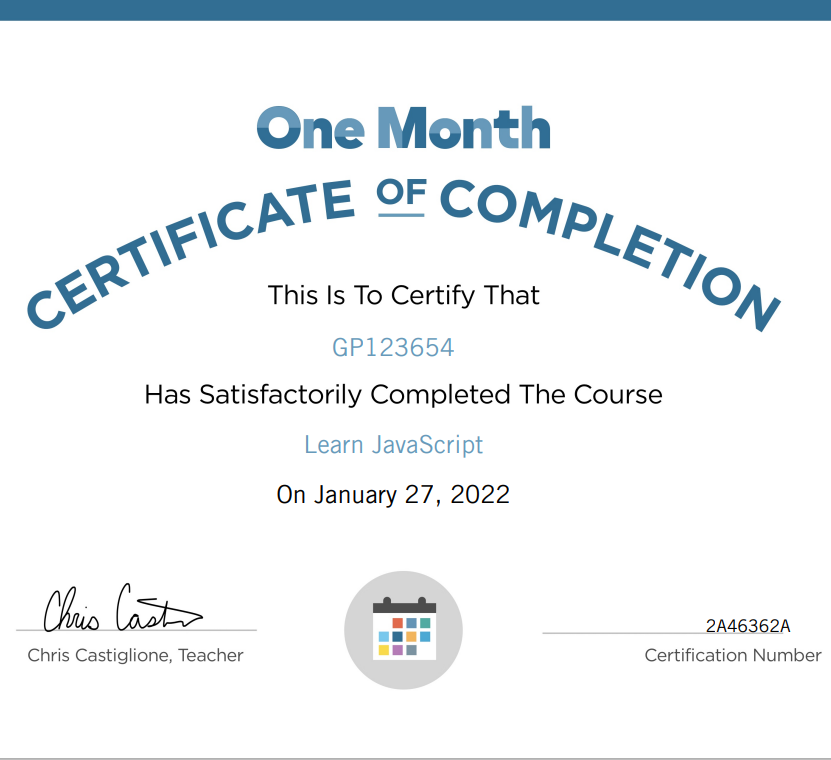 One Month
CERTIFICATE OF COMPLETION
This Is To Certify That
GP123654
Has Satisfactorily Completed The Course
Learn JavaScript
On January 27, 2022
Chris Cast
2A46362A
Chris Castiglione, Teacher
Certification Number